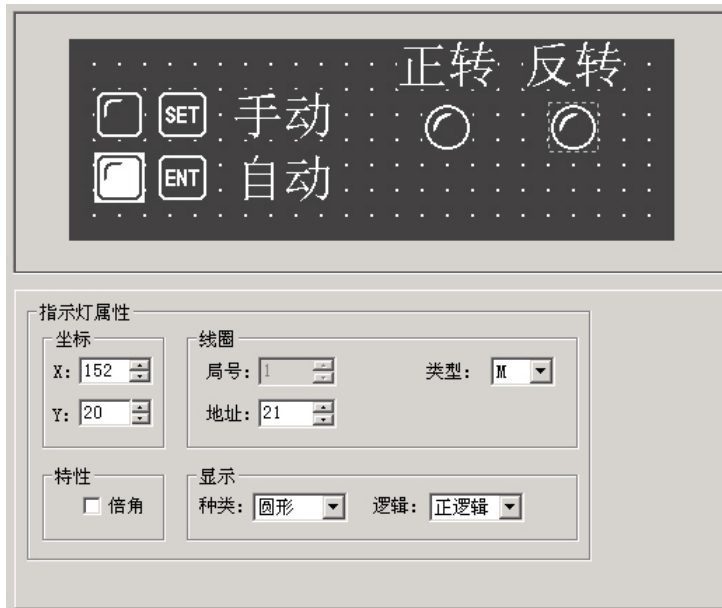 正转 反转
SET 手动
ENT 自动
指示灯属性
坐标 线圈
X: 152 局号: 1 类型: M
Y: 20 地址: 21
特性 显示
倍角 种类: 圆形 逻辑: 正逻辑